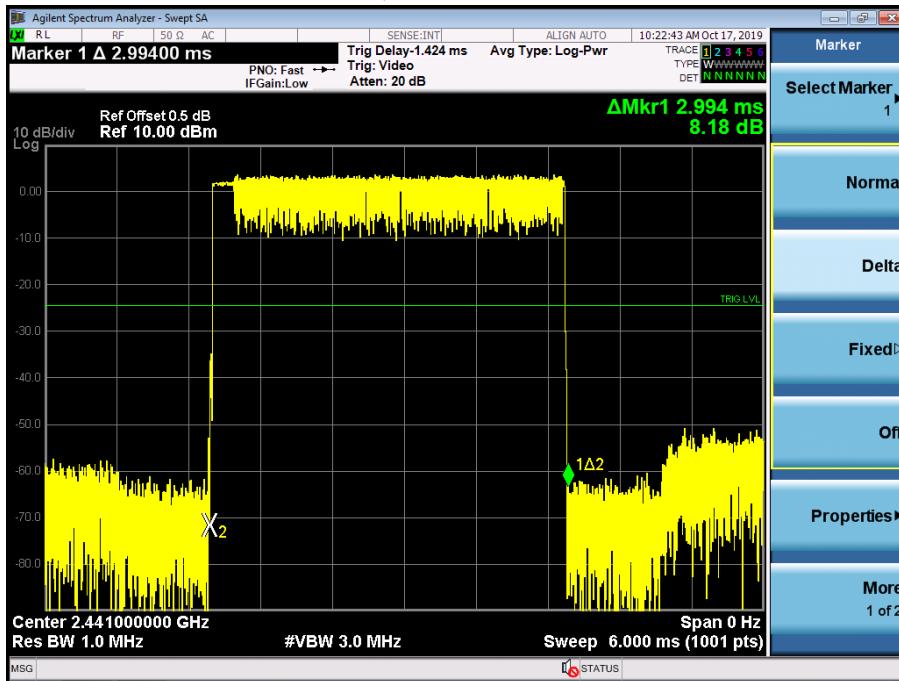 Agilent Spectrum Analyzer - Swept SA
LXI RL RF 50 Ω AC SENSE:INT ALIGN AUTO 10:22:43 AM Oct 17, 2019
Marker 1 Δ 2.99400 ms
PNO: Fast
IFGain:Low
Trig Delay-1.424 ms
Trig: Video
Atten: 20 dB
Avg Type: Log-Pwr
TRACE 1 2 3 4 5 6
TYPE WWWWWWW
DET N N N N N N
ΔMkr1 2.994 ms
8.18 dB
Ref Offset 0.5 dB
10 dB/div Ref 10.00 dBm
Log
0.00
-10.0
-20.0
TRIG LVL
-30.0
-40.0
-50.0
-60.0
1Δ2
-70.0
X2
-80.0
Center 2.441000000 GHz Span 0 Hz
Res BW 1.0 MHz #VBW 3.0 MHz Sweep 6.000 ms (1001 pts)
MSG STATUS
Marker
Select Marker
1
Norma
Delta
Fixed
Off
Properties
More
1 of 2